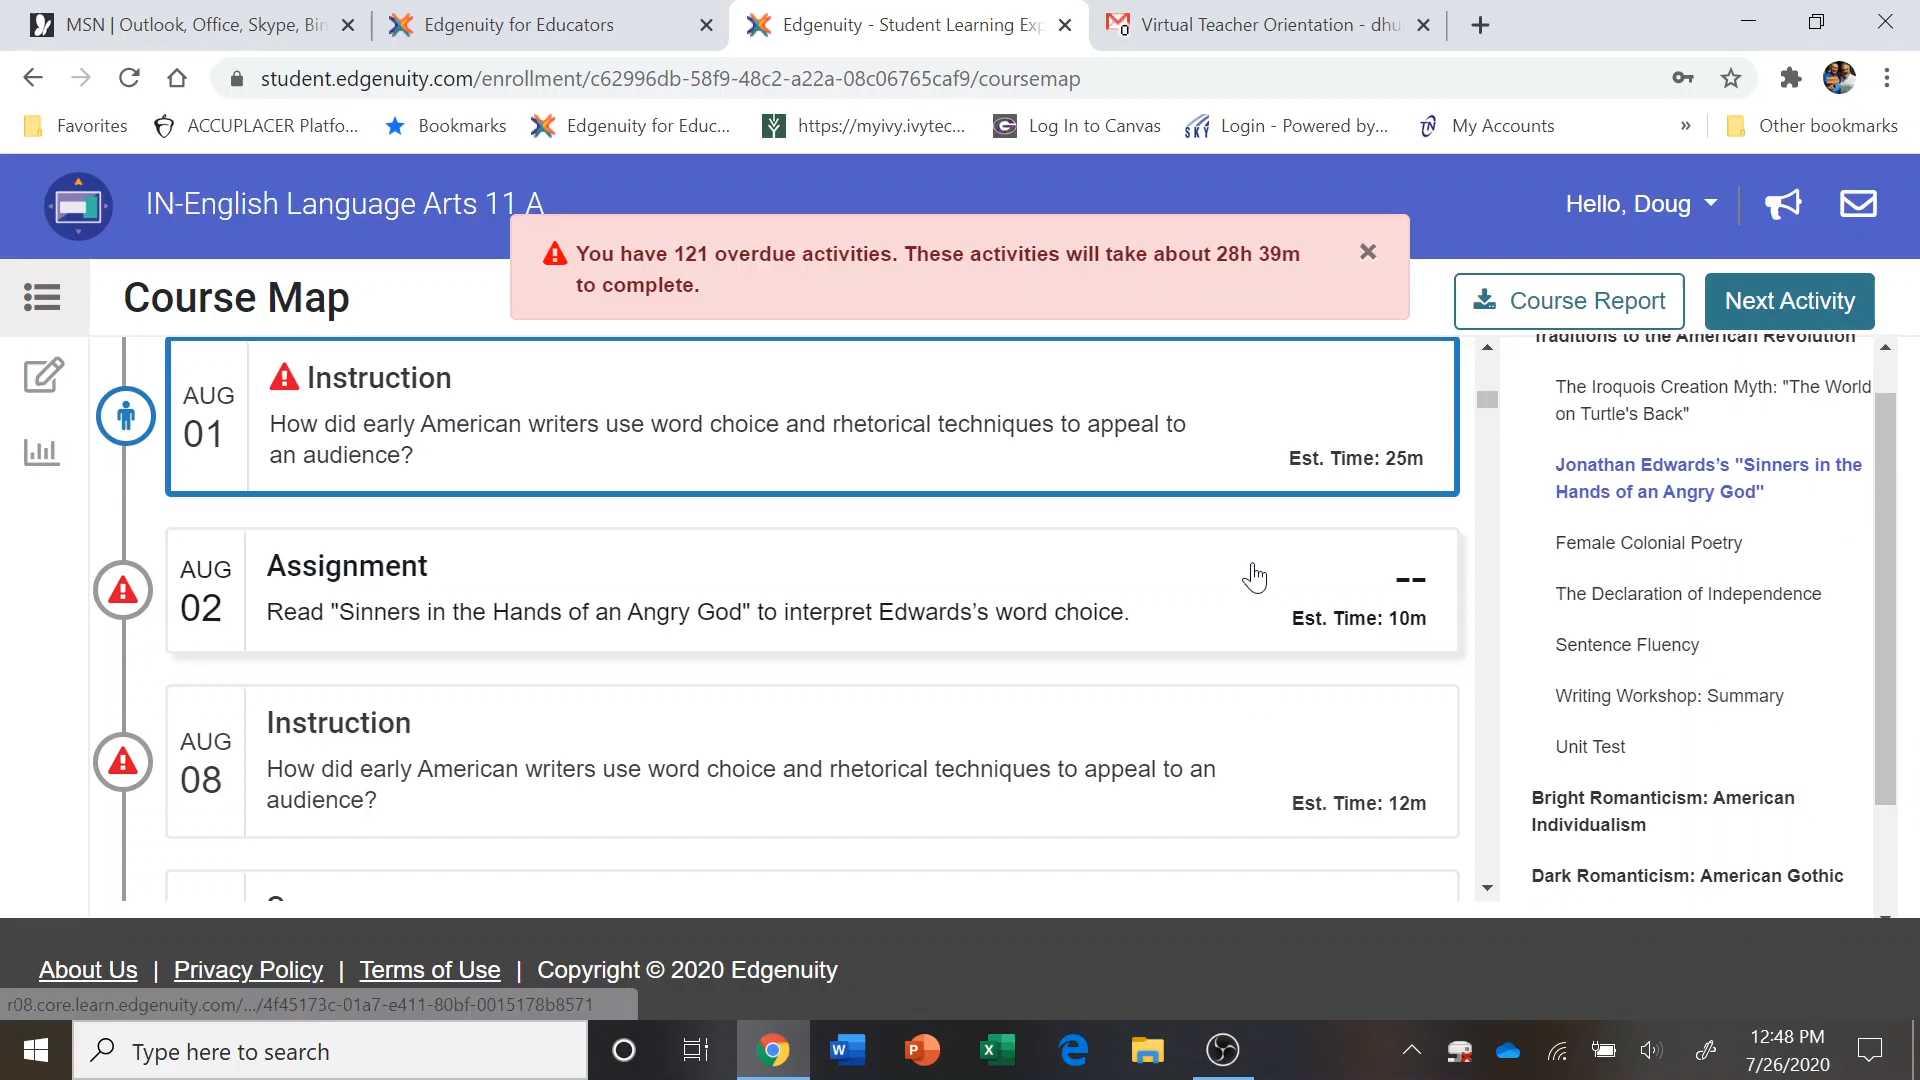 MSN | Outlook, Office, Skype, Bin
Edgenuity for Educators
Edgenuity - Student Learning Exp
Virtual Teacher Orientation - dhu
student.edgenuity.com/enrollment/c62996db-58f9-48c2-a22a-08c06765caf9/coursemap
Favorites
ACCUPLACER Platfo...
Bookmarks
Edgenuity for Educ...
https://myivy.ivytec...
Log In to Canvas
SKY
Login - Powered by...
TN
My Accounts
»
Other bookmarks
IN-English Language Arts 11 A
Hello, Doug
You have 121 overdue activities. These activities will take about 28h 39m
to complete.
Course Map
Course Report
Next Activity
AUG
01
Instruction
How did early American writers use word choice and rhetorical techniques to appeal to
an audience?
Est. Time: 25m
AUG
02
Assignment
Read "Sinners in the Hands of an Angry God" to interpret Edwards’s word choice.
--
Est. Time: 10m
AUG
08
Instruction
How did early American writers use word choice and rhetorical techniques to appeal to an
audience?
Est. Time: 12m
Traditions to the American Revolution
The Iroquois Creation Myth: "The World
on Turtle's Back"
Jonathan Edwards’s "Sinners in the
Hands of an Angry God"
Female Colonial Poetry
The Declaration of Independence
Sentence Fluency
Writing Workshop: Summary
Unit Test
Bright Romanticism: American
Individualism
Dark Romanticism: American Gothic
About Us | Privacy Policy | Terms of Use | Copyright © 2020 Edgenuity
r08.core.learn.edgenuity.com/.../4f45173c-01a7-e411-80bf-0015178b8571
Type here to search
12:48 PM
7/26/2020